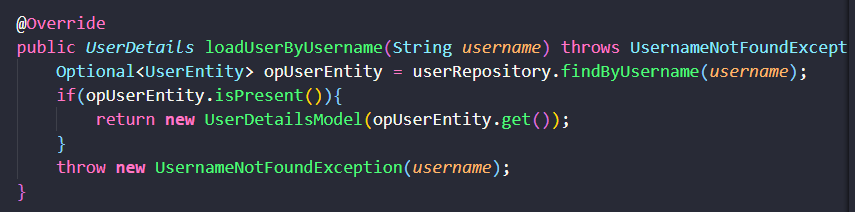 @Override
public UserDetails loadUserByUsername(String username) throws UsernameNotFoundExcept
Optional<UserEntity> opUserEntity = userRepository.findByUsername(username);
if(opUserEntity.isPresent()){
return new UserDetailsModel(opUserEntity.get());
}
throw new UsernameNotFoundException(username);
}